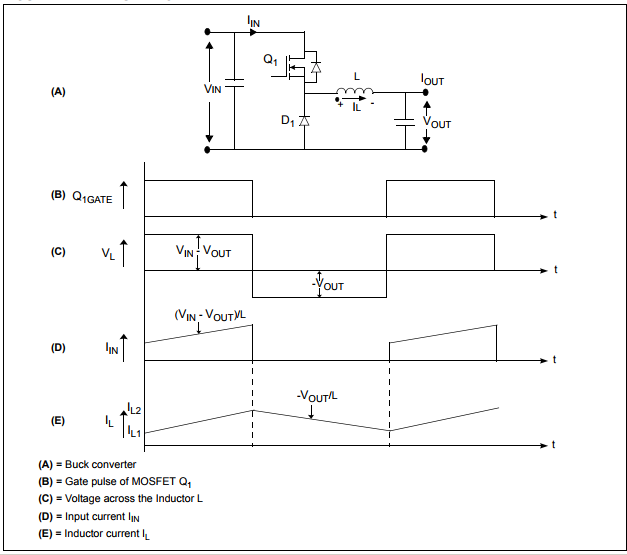 IIN
Q1
L
IOUT
(A)
VIN
+ IL -
D1
VOUT
(B) Q1GATE
t
(C) VL
VIN - VOUT
t
-VOUT
(VIN - VOUT)/L
(D) IIN
t
-VOUT/L
IL2
(E) IL
IL1
t
(A) = Buck converter
(B) = Gate pulse of MOSFET Q1
(C) = Voltage across the Inductor L
(D) = Input current IIN
(E) = Inductor current IL